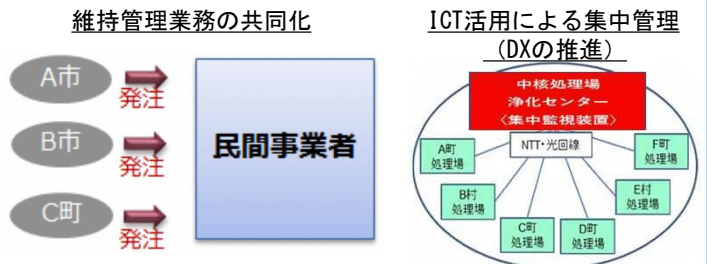 維持管理業務の共同化
A市
発注
B市
発注
C町
発注
民間事業者
ICT活用による集中管理
(DXの推進)
中核処理場
浄化センター
〈集中監視装置〉
NTT・光回線
A町
処理場
B村
処理場
C町
処理場
D町
処理場
E村
処理場
F町
処理場